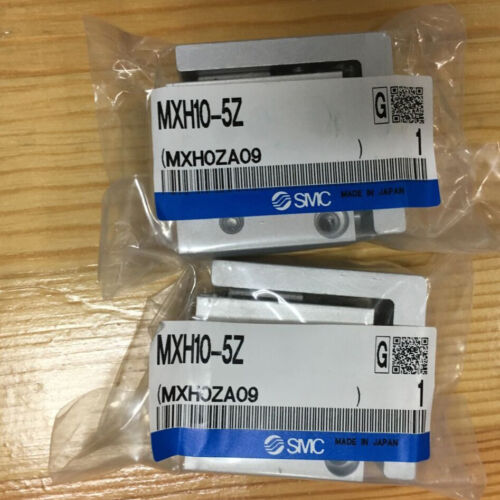 MXH10-5Z
G
(MXH0ZA09 ) 1
SMC MADE IN JAPAN
MXH10-5Z
G
(MXH0ZA09 ) 1
SMC MADE IN JAPAN